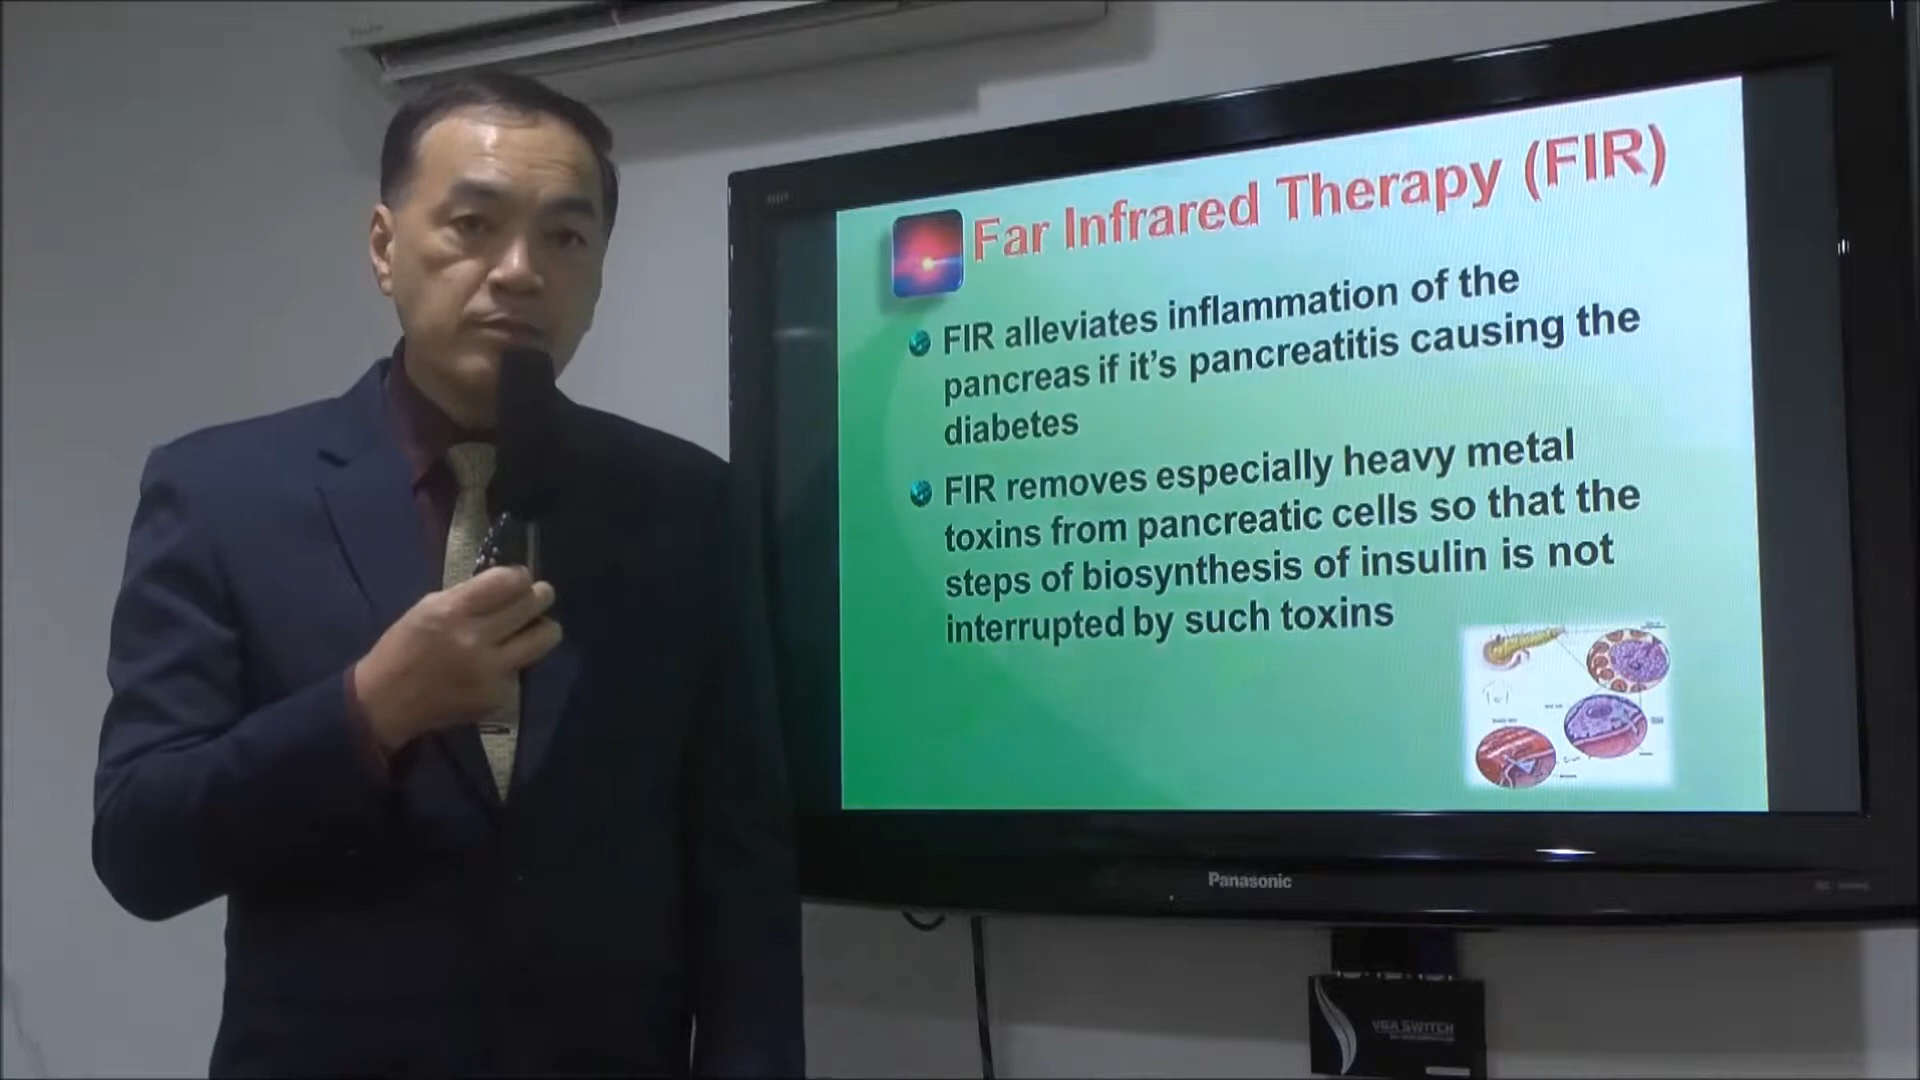 Far Infrared Therapy (FIR)
FIR alleviates inflammation of the
pancreas if it's pancreatitis causing the
diabetes
FIR removes especially heavy metal
toxins from pancreatic cells so that the
steps of biosynthesis of insulin is not
interrupted by such toxins
Panasonic
VGA SWITCH